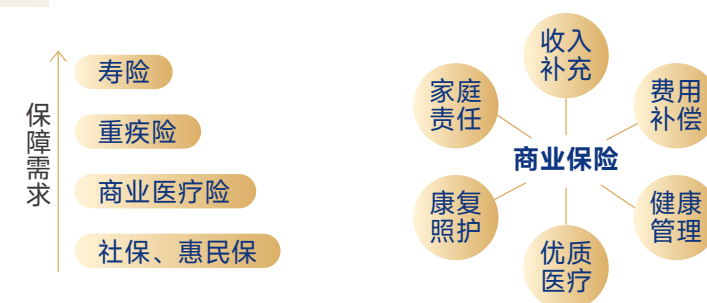 保障需求
寿险
重疾险
商业医疗险
社保、惠民保
收入
补充
家庭
责任
费用
补偿
商业保险
康复
照护
健康
管理
优质
医疗